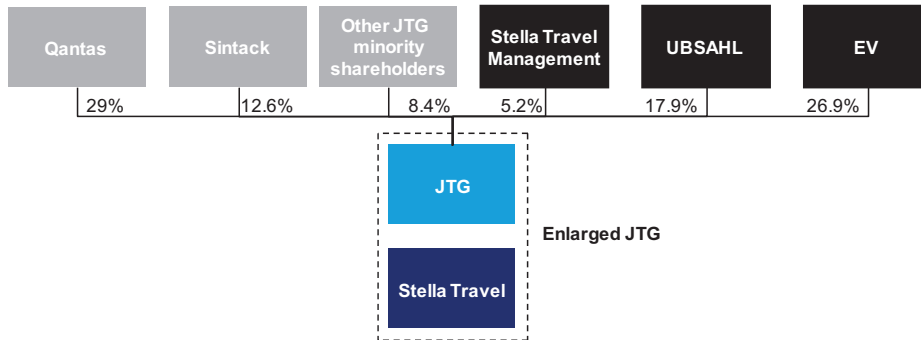 Qantas
Sintack
Other JTG
minority
shareholders
Stella Travel
Management
UBSAHL
EV
29%
12.6%
8.4%
5.2%
17.9%
26.9%
JTG
Enlarged JTG
Stella Travel